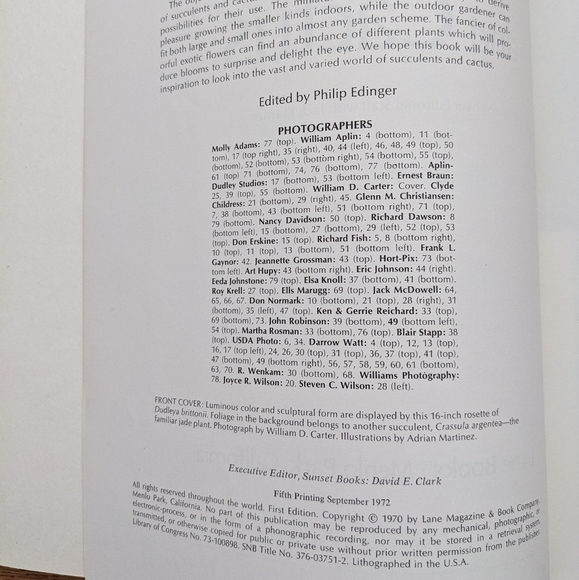 The
derive
of succulents and cac
possibilities for their use. The
pleasure growing the smaller kinds indoors, while the outdoor gardener can
fit both large and small ones into almost any garden scheme. The fancier of col-
orful exotic flowers can find an abundance of different plants which will pro-
duce blooms to surprise and delight the eye. We hope this book will be your
inspiration to look into the vast and varied world of succulents and cactus.
Edited by Philip Edinger
PHOTOGRAPHERS
Molly Adams: 77 (top). William Aplin: 4 (bottom), 11 (bot-
tom), 17 (top right), 35 (right), 40, 44 (left), 46, 48, 49 (top), 50
(bottom), 52 (bottom), 53 (bottom right), 54 (bottom), 55 (top),
61 (top) 71 (bottom), 74, 76 (bottom), 77 (bottom). Aplin-
Dudley Studios: 17 (bottom), 53 (bottom left). Ernest Braun:
25, 39 (top), 55 (bottom). William D. Carter: Cover. Clyde
Childress: 21 (bottom), 29 (right), 45. Glenn M. Christiansen:
7, 38 (bottom), 43 (bottom left), 51 (bottom right), 71 (top),
79 (bottom). Nancy Davidson: 50 (top). Richard Dawson: 8
(bottom left), 15 (bottom), 27 (bottom), 29 (left), 52 (top), 53
(top). Don Erskine: 15 (top). Richard Fish: 5, 8 (bottom right),
10 (top), 11 (top), 13 (bottom), 51 (bottom left). Frank L.
Gaynor: 42. Jeannette Grossman: 43 (top). Hort-Pix: 73 (bot-
tom left). Art Hupy: 43 (bottom right). Eric Johnson: 44 (right).
Eeda Johnstone: 79 (top). Elsa Knoll: 37 (bottom), 41 (bottom).
Roy Krell: 27 (top). Ells Marugg: 69 (top). Jack McDowell: 64,
65, 66, 67. Don Normark: 10 (bottom), 21 (top), 28 (right), 31
(bottom), 35 (left), 47 (top). Ken & Gerrie Reichard: 33 (top),
69 (bottom), 73. John Robinson: 39 (bottom), 49 (bottom left),
54 (top). Martha Rosman: 33 (bottom), 76 (top). Blair Stapp: 38
(top). USDA Photo: 6, 34. Darrow Watt: 4 (top), 12, 13 (top),
16, 17 (top left), 24, 26, 30 (top), 31 (top), 36, 37 (top), 41 (top),
47 (bottom), 49 (bottom right), 56, 57, 58, 59, 60, 61 (bottom),
63, 70. R. Wenkam: 30 (bottom), 68. Williams Photography:
78. Joyce R. Wilson: 20. Steven C. Wilson: 28 (left).
FRONT COVER: Luminous color and sculptural form are displayed by this 16-inch rosette of
Dudleya brittonii. Foliage in the background belongs to another succulent, Crassula argentea—the
familiar jade plant. Photograph by William D. Carter. Illustrations by Adrian Martinez.
Executive Editor, Sunset Books: David E. Clark
Fifth Printing September 1972
All rights reserved throughout the world. First Edition. Copyright © 1970 by Lane Magazine & Book Company,
Menlo Park, California. No part of this publication may be reproduced by any mechanical, photographic, or
electronic-process, or in the form of a phonographic recording, nor may it be stored in a retrieval system,
transmitted, or otherwise copied for public or private use without prior written permission from the publisher.
Library of Congress No. 73-100898. SNB Title No. 376-03751-2. Lithographed in the U.S.A.